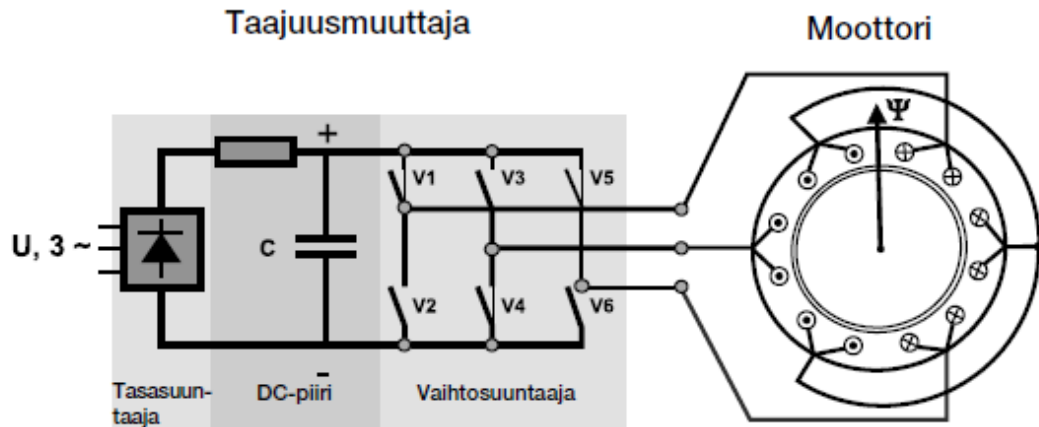 Taajuusmuuttaja
Moottori
Ψ
+
V1
V3
V5
U, 3 ~
C
V2
V4
V6
-
Tasasuun-
taaja
DC-piiri
Vaihtosuuntaaja